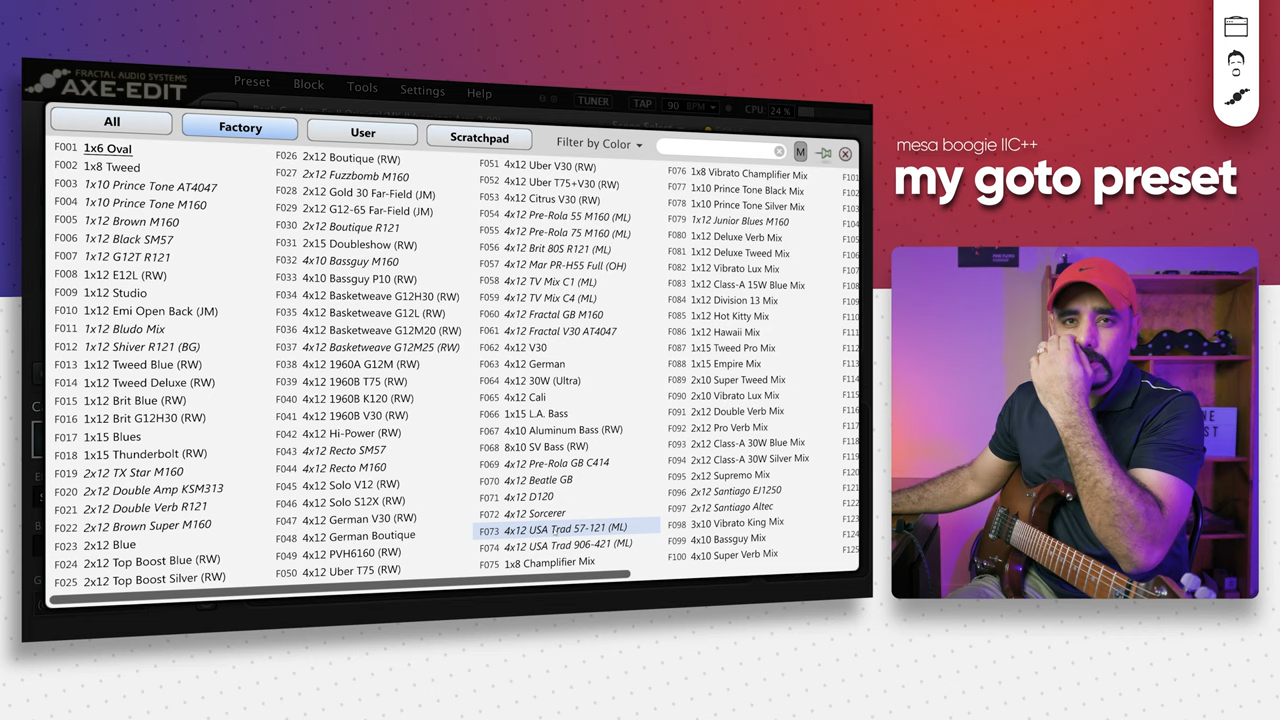 FRACTAL AUDIO SYSTEMS
AXE-EDIT
Preset Block Tools Settings Help
TUNER TAP 90 BPM CPU: 24 %
All Factory User Scratchpad Filter by Color M
F001 1x6 Oval
F002 1x8 Tweed
F003 1x10 Prince Tone AT4047
F004 1x10 Prince Tone M160
F005 1x12 Brown M160
F006 1x12 Black SM57
F007 1x12 G12T R121
F008 1x12 E12L (RW)
F009 1x12 Studio
F010 1x12 Emi Open Back (JM)
F011 1x12 Bludo Mix
F012 1x12 Shiver R121 (BG)
F013 1x12 Tweed Blue (RW)
F014 1x12 Tweed Deluxe (RW)
F015 1x12 Brit Blue (RW)
F016 1x12 Brit G12H30 (RW)
F017 1x15 Blues
F018 1x15 Thunderbolt (RW)
F019 2x12 TX Star M160
F020 2x12 Double Amp KSM313
F021 2x12 Double Verb R121
F022 2x12 Brown Super M160
F023 2x12 Blue
F024 2x12 Top Boost Blue (RW)
F025 2x12 Top Boost Silver (RW)
F026 2x12 Boutique (RW)
F027 2x12 Fuzzbomb M160
F028 2x12 Gold 30 Far-Field (JM)
F029 2x12 G12-65 Far-Field (JM)
F030 2x12 Boutique R121
F031 2x15 Doubleshow (RW)
F032 4x10 Bassguy M160
F033 4x10 Bassguy P10 (RW)
F034 4x12 Basketweave G12H30 (RW)
F035 4x12 Basketweave G12L (RW)
F036 4x12 Basketweave G12M20 (RW)
F037 4x12 Basketweave G12M25 (RW)
F038 4x12 1960A G12M (RW)
F039 4x12 1960B T75 (RW)
F040 4x12 1960B K120 (RW)
F041 4x12 1960B V30 (RW)
F042 4x12 Hi-Power (RW)
F043 4x12 Recto SM57
F044 4x12 Recto M160
F045 4x12 Solo V12 (RW)
F046 4x12 Solo S12X (RW)
F047 4x12 German V30 (RW)
F048 4x12 German Boutique
F049 4x12 PVH6160 (RW)
F050 4x12 Uber T75 (RW)
F051 4x12 Uber V30 (RW)
F052 4x12 Uber T75+V30 (RW)
F053 4x12 Citrus V30 (RW)
F054 4x12 Pre-Rola 55 M160 (ML)
F055 4x12 Pre-Rola 75 M160 (ML)
F056 4x12 Brit 80S R121 (ML)
F057 4x12 Mar PR-H55 Full (OH)
F058 4x12 TV Mix C1 (ML)
F059 4x12 TV Mix C4 (ML)
F060 4x12 Fractal GB M160
F061 4x12 Fractal V30 AT4047
F062 4x12 V30
F063 4x12 German
F064 4x12 30W (Ultra)
F065 4x12 Cali
F066 1x15 L.A. Bass
F067 4x10 Aluminum Bass (RW)
F068 8x10 SV Bass (RW)
F069 4x12 Pre-Rola GB C414
F070 4x12 Beatle GB
F071 4x12 D120
F072 4x12 Sorcerer
F073 4x12 USA Trad 57-121 (ML)
F074 4x12 USA Trad 906-421 (ML)
F075 1x8 Champlifier Mix
F076 1x8 Vibrato Champlifier Mix
F077 1x10 Prince Tone Black Mix
F078 1x10 Prince Tone Silver Mix
F079 1x12 Junior Blues M160
F080 1x12 Deluxe Verb Mix
F081 1x12 Deluxe Tweed Mix
F082 1x12 Vibrato Lux Mix
F083 1x12 Class-A 15W Blue Mix
F084 1x12 Division 13 Mix
F085 1x12 Hot Kitty Mix
F086 1x12 Hawaii Mix
F087 1x15 Tweed Pro Mix
F088 1x15 Empire Mix
F089 2x10 Super Tweed Mix
F090 2x10 Vibrato Lux Mix
F091 2x12 Double Verb Mix
F092 2x12 Pro Verb Mix
F093 2x12 Class-A 30W Blue Mix
F094 2x12 Class-A 30W Silver Mix
F095 2x12 Supremo Mix
F096 2x12 Santiago EJ1250
F097 2x12 Santiago Altec
F098 3x10 Vibrato King Mix
F099 4x10 Bassguy Mix
F100 4x10 Super Verb Mix
F101
F102
F103
F104
F105
F106
F107
F108
F109
F110
F111
F112
F113
F114
F115
F116
F117
F118
F119
F120
F121
F122
F123
F124
F125
mesa boogie IIC++
my goto preset